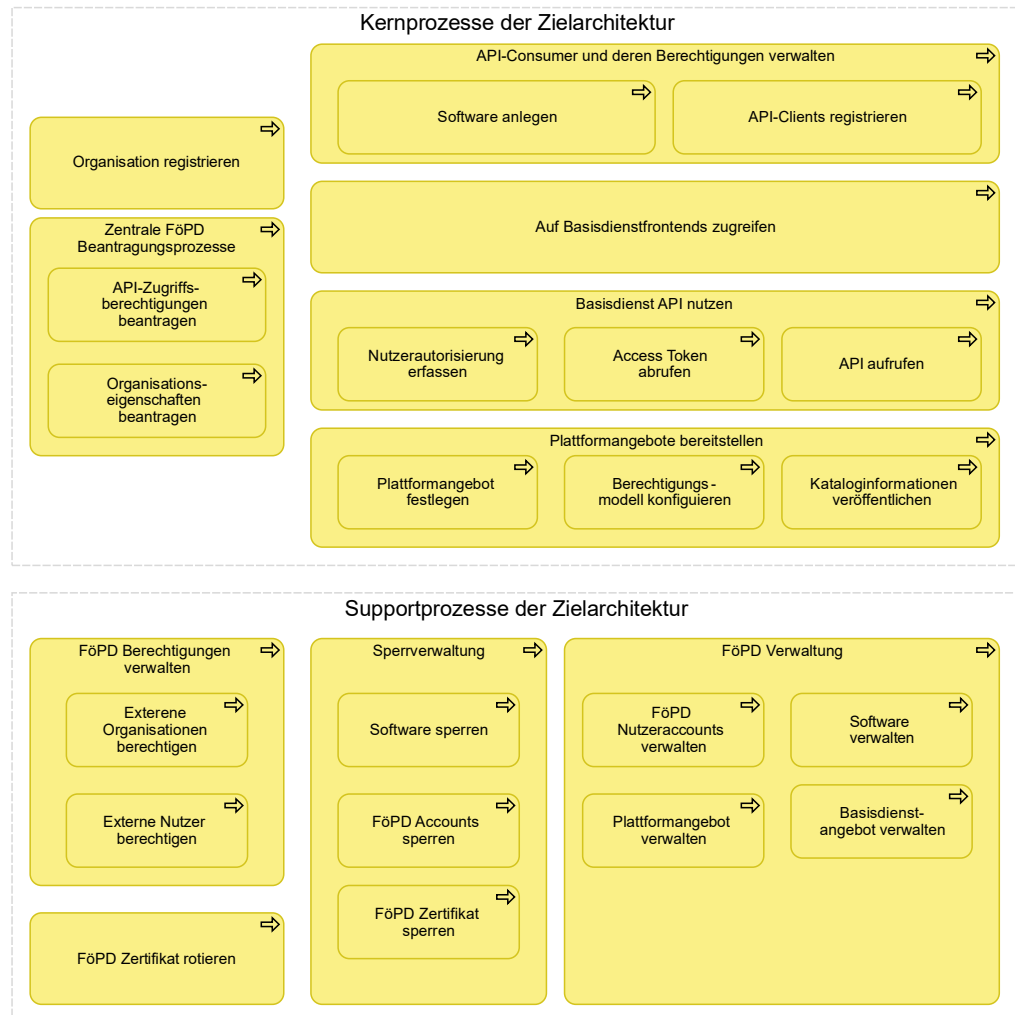 Kernprozesse der Zielarchitektur
Organisation registrieren
Zentrale FöPD
Beantragungsprozesse
API-Zugriffs-
berechtigungen
beantragen
Organisations-
eigenschaften
beantragen
API-Consumer und deren Berechtigungen verwalten
Software anlegen
API-Clients registrieren
Auf Basisdienstfrontends zugreifen
Basisdienst API nutzen
Nutzerautorisierung
erfassen
Access Token
abrufen
API aufrufen
Plattformangebote bereitstellen
Plattformangebot
festlegen
Berechtigungs-
modell konfiguieren
Kataloginformationen
veröffentlichen
Supportprozesse der Zielarchitektur
FöPD Berechtigungen
verwalten
Exterene
Organisationen
berechtigen
Externe Nutzer
berechtigen
FöPD Zertifikat rotieren
Sperrverwaltung
Software sperren
FöPD Accounts
sperren
FöPD Zertifikat
sperren
FöPD Verwaltung
FöPD
Nutzeraccounts
verwalten
Software
verwalten
Plattformangebot
verwalten
Basisdienst-
angebot verwalten